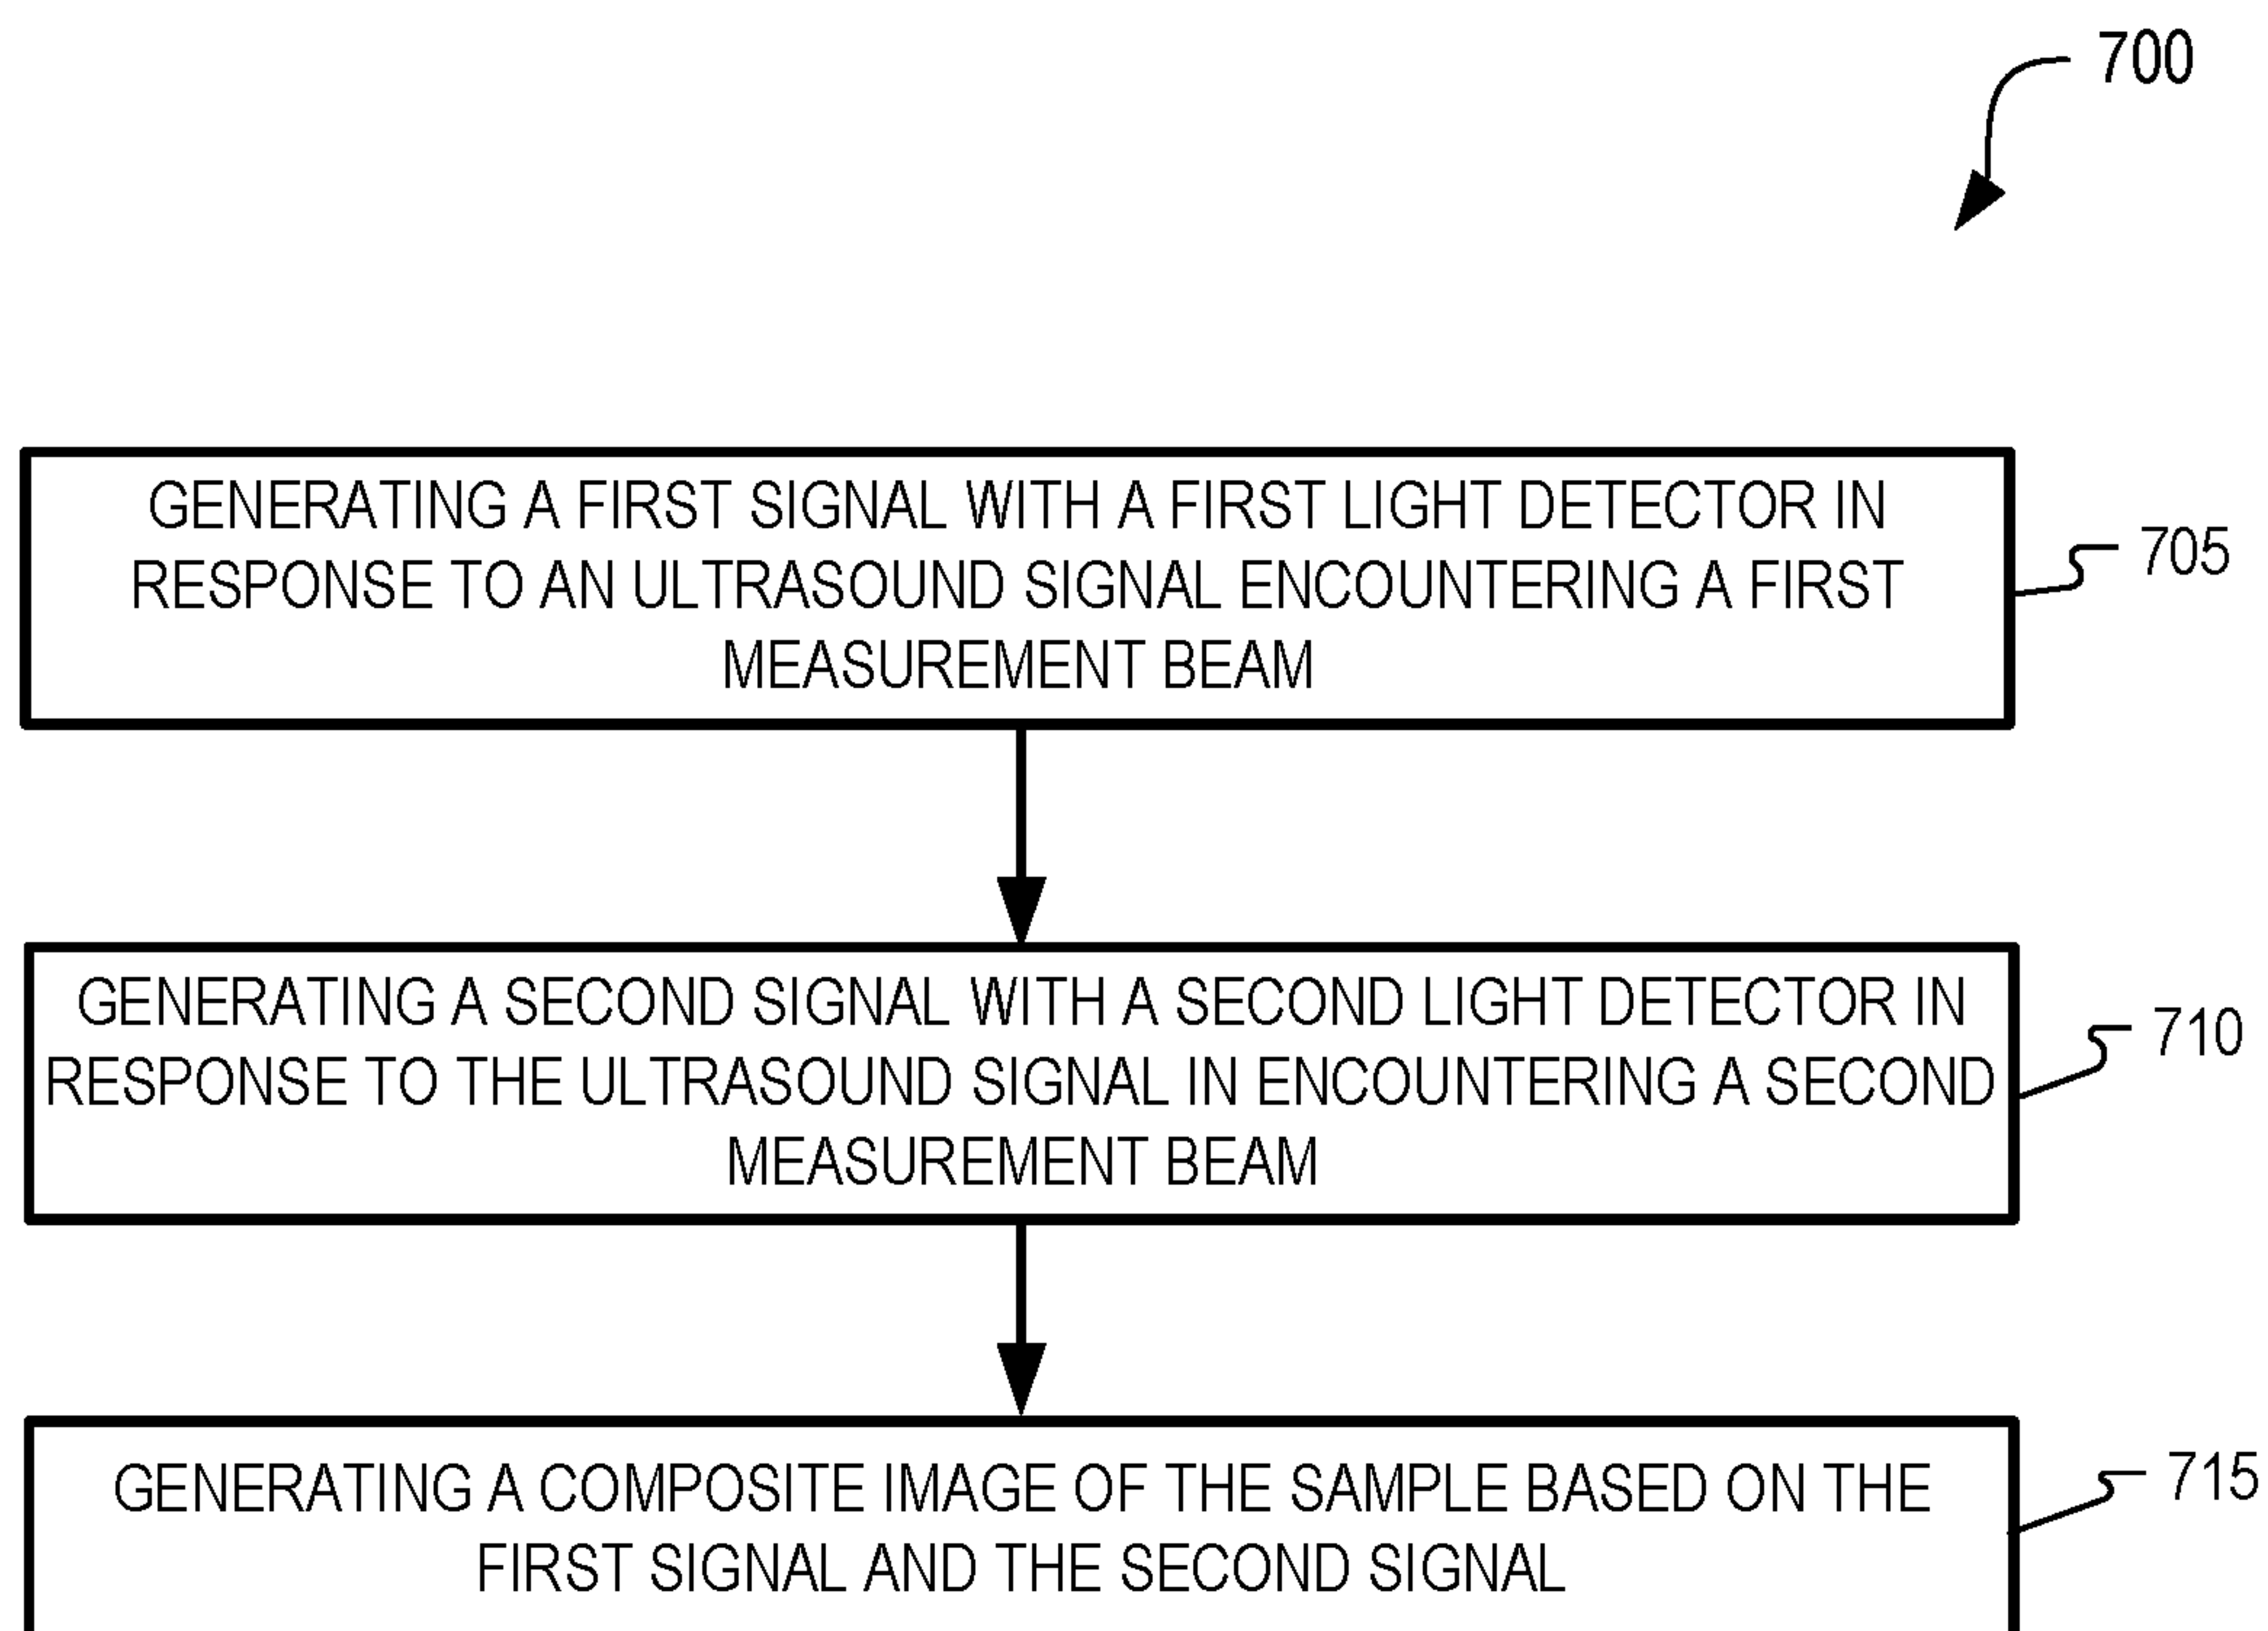 700
GENERATING A FIRST SIGNAL WITH A FIRST LIGHT DETECTOR IN
RESPONSE TO AN ULTRASOUND SIGNAL ENCOUNTERING A FIRST
MEASUREMENT BEAM
705
GENERATING A SECOND SIGNAL WITH A SECOND LIGHT DETECTOR IN
RESPONSE TO THE ULTRASOUND SIGNAL IN ENCOUNTERING A SECOND
MEASUREMENT BEAM
710
GENERATING A COMPOSITE IMAGE OF THE SAMPLE BASED ON THE
FIRST SIGNAL AND THE SECOND SIGNAL
715